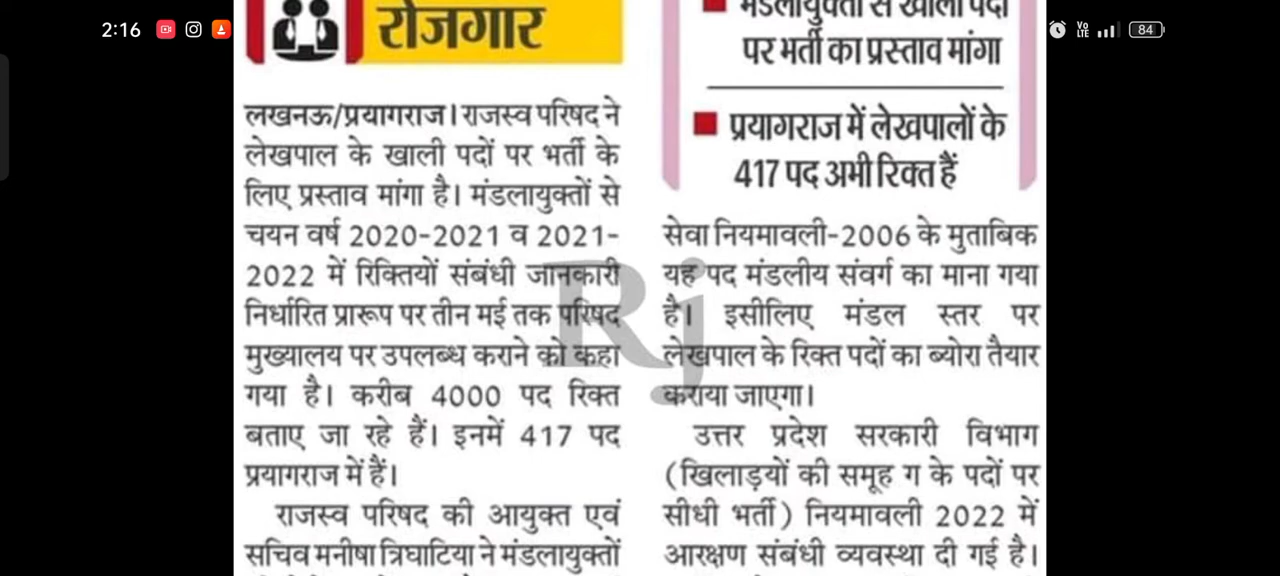 2:16
Vo
LTE
84
रोजगार
मंडलायुक्तों से खाली पदों
पर भर्ती का प्रस्ताव मांगा
प्रयागराज में लेखपालों के
417 पद अभी रिक्त हैं
लखनऊ/प्रयागराज। राजस्व परिषद ने
लेखपाल के खाली पदों पर भर्ती के
लिए प्रस्ताव मांगा है। मंडलायुक्तों से
चयन वर्ष 2020-2021 व 2021-
2022 में रिक्तियों संबंधी जानकारी
निर्धारित प्रारूप पर तीन मई तक परिषद
मुख्यालय पर उपलब्ध कराने को कहा
गया है। करीब 4000 पद रिक्त
बताए जा रहे हैं। इनमें 417 पद
प्रयागराज में हैं।
राजस्व परिषद की आयुक्त एवं
सचिव मनीषा त्रिघाटिया ने मंडलायुक्तों
सेवा नियमावली-2006 के मुताबिक
यह पद मंडलीय संवर्ग का माना गया
है। इसीलिए मंडल स्तर पर
लेखपाल के रिक्त पदों का ब्योरा तैयार
कराया जाएगा।
उत्तर प्रदेश सरकारी विभाग
(खिलाड़यों की समूह ग के पदों पर
सीधी भर्ती) नियमावली 2022 में
आरक्षण संबंधी व्यवस्था दी गई है।
Rj